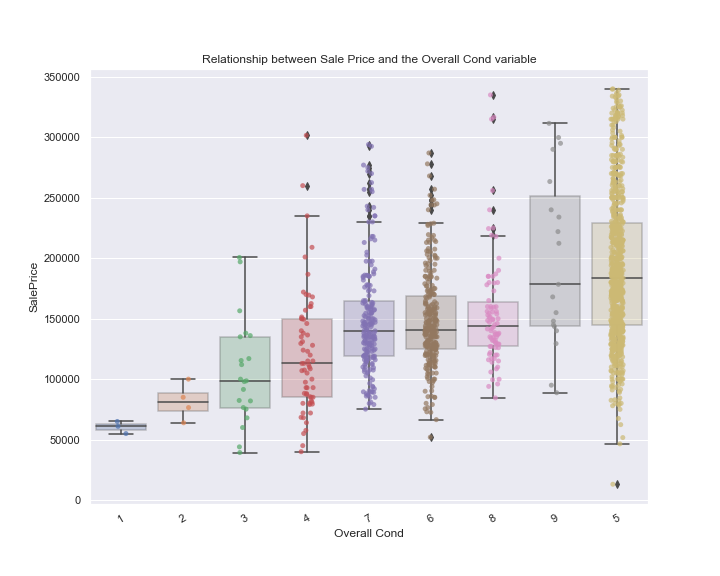 Relationship between Sale Price and the Overall Cond variable
350000
300000
250000
200000
150000
100000
50000
0
SalePrice
1 2 3 4 7 6 8 9 5
Overall Cond